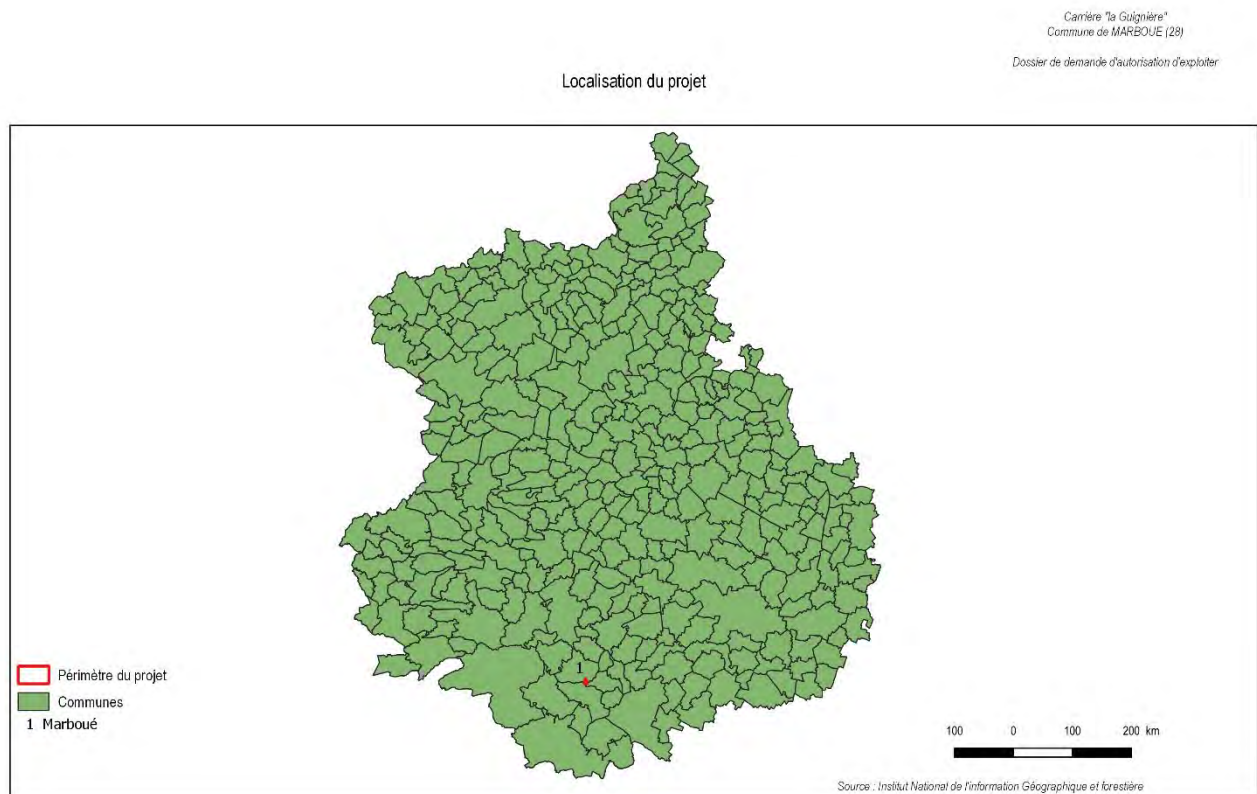 Carrière "la Guignière"
Commune de MARBOUE (28)
Dossier de demande d'autorisation d'exploiter
Localisation du projet
1
Périmètre du projet
Communes
1 Marboué
100 0 100 200 km
Source : Institut National de l'information Géographique et forestière